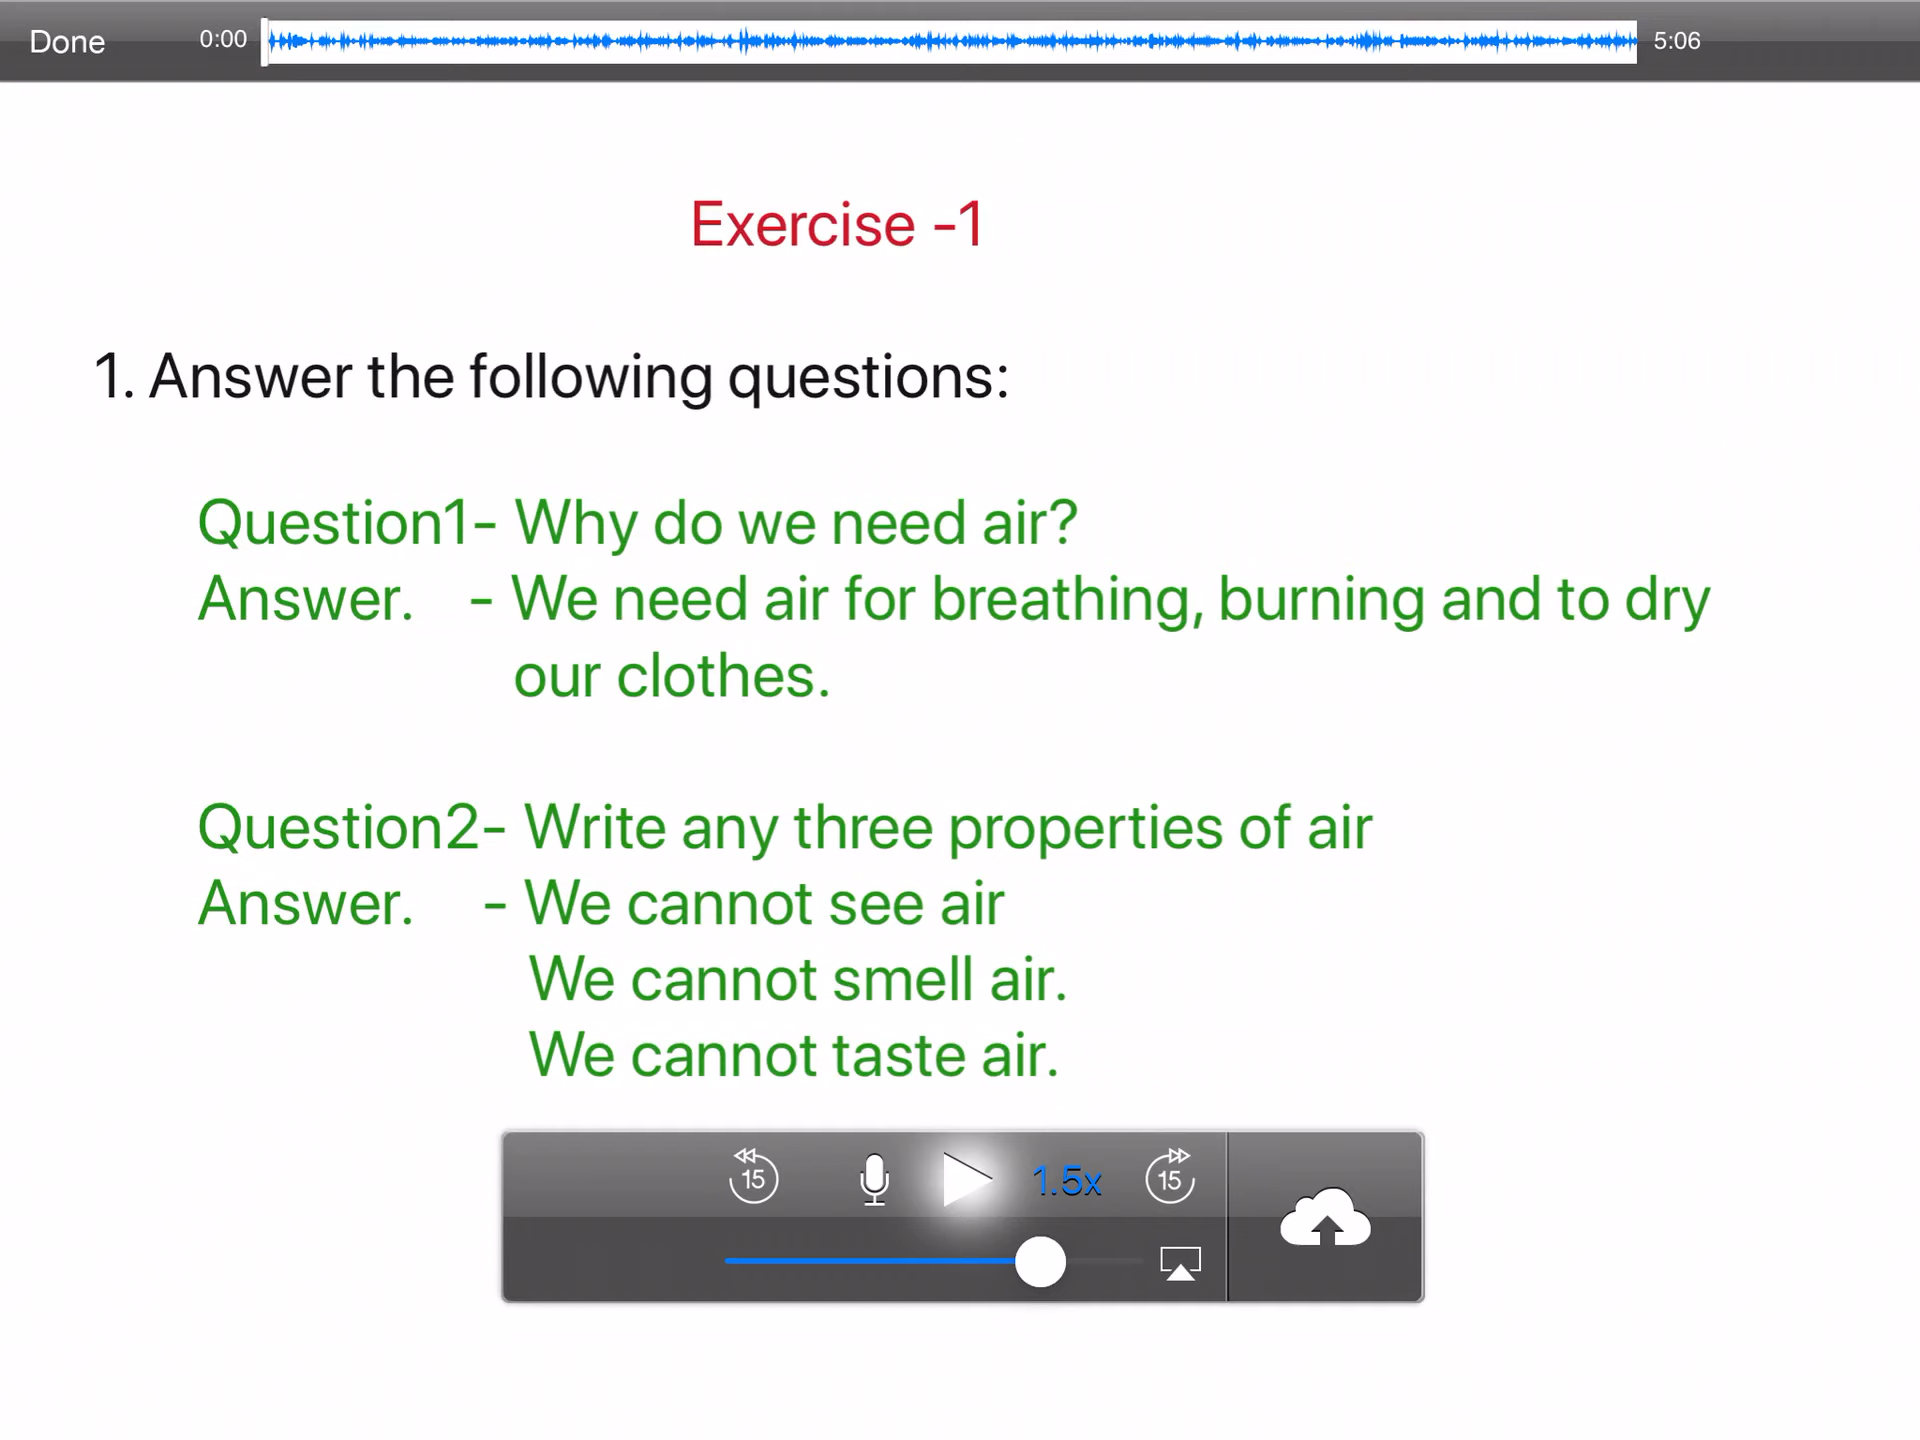 Done 0:00 5:06
Exercise -1
1. Answer the following questions:
Question1- Why do we need air?
Answer. - We need air for breathing, burning and to dry
our clothes.
Question2- Write any three properties of air
Answer. - We cannot see air
We cannot smell air.
We cannot taste air.
15 1.5x 15